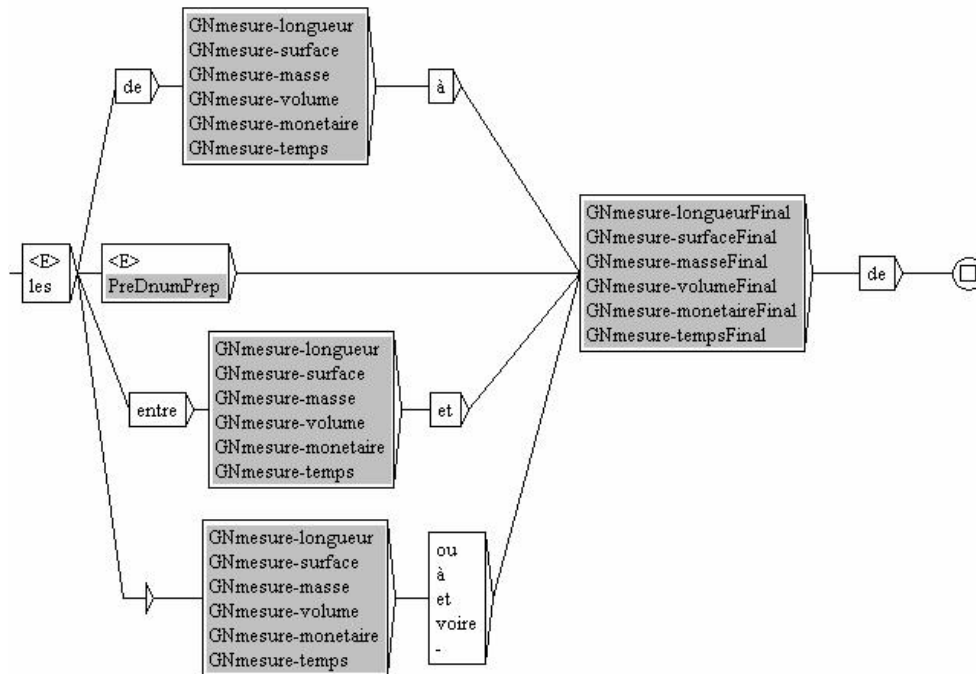 de
GNmesure-longueur
GNmesure-surface
GNmesure-masse
GNmesure-volume
GNmesure-monetaire
GNmesure-temps
à
<E>
les
<E>
PreDnumPrep
entre
GNmesure-longueur
GNmesure-surface
GNmesure-masse
GNmesure-volume
GNmesure-monetaire
GNmesure-temps
et
GNmesure-longueur
GNmesure-surface
GNmesure-masse
GNmesure-volume
GNmesure-monetaire
GNmesure-temps
ou
à
et
voire
-
GNmesure-longueurFinal
GNmesure-surfaceFinal
GNmesure-masseFinal
GNmesure-volumeFinal
GNmesure-monetaireFinal
GNmesure-tempsFinal
de